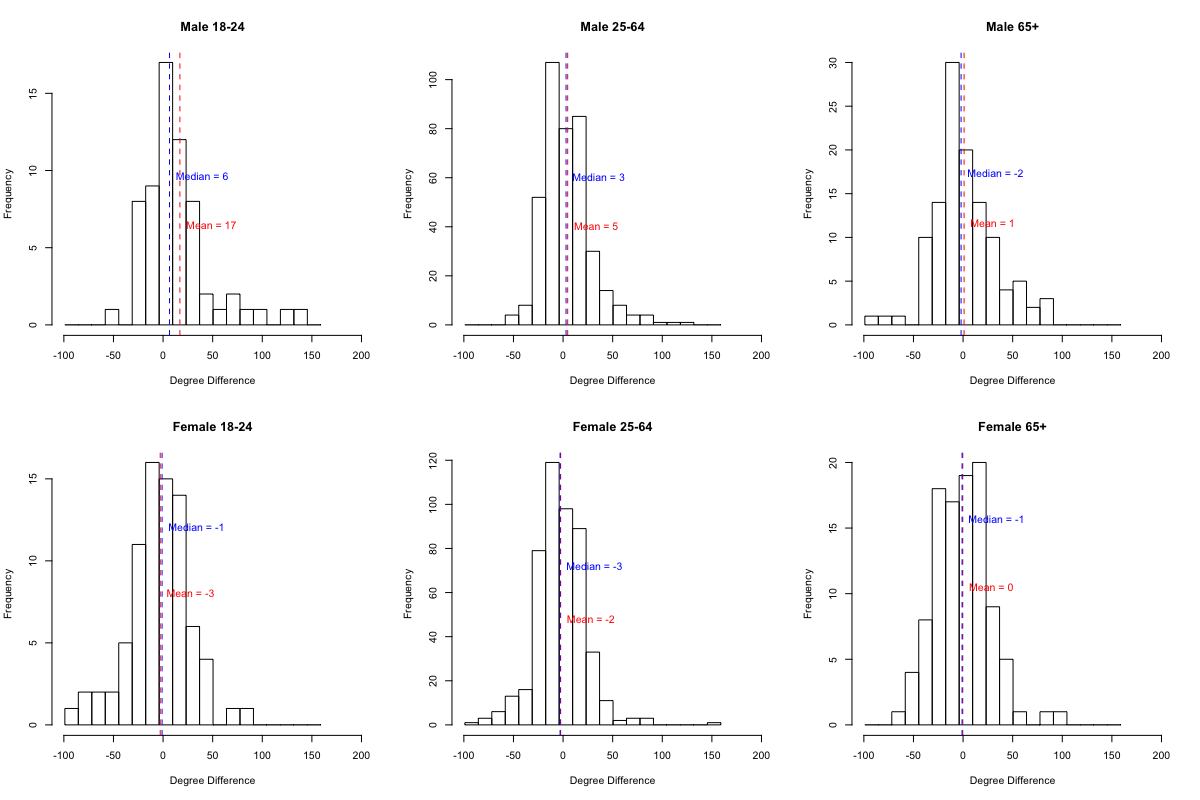 Male 18-24
Frequency
0 5 10 15
Median = 6
Mean = 17
-100 -50 0 50 100 150 200
Degree Difference
Male 25-64
Frequency
0 20 40 60 80 100
Median = 3
Mean = 5
-100 -50 0 50 100 150 200
Degree Difference
Male 65+
Frequency
0 5 10 15 20 25 30
Median = -2
Mean = 1
-100 -50 0 50 100 150 200
Degree Difference
Female 18-24
Frequency
0 5 10 15
Median = -1
Mean = -3
-100 -50 0 50 100 150 200
Degree Difference
Female 25-64
Frequency
0 20 40 60 80 100 120
Median = -3
Mean = -2
-100 -50 0 50 100 150 200
Degree Difference
Female 65+
Frequency
0 5 10 15 20
Median = -1
Mean = 0
-100 -50 0 50 100 150 200
Degree Difference